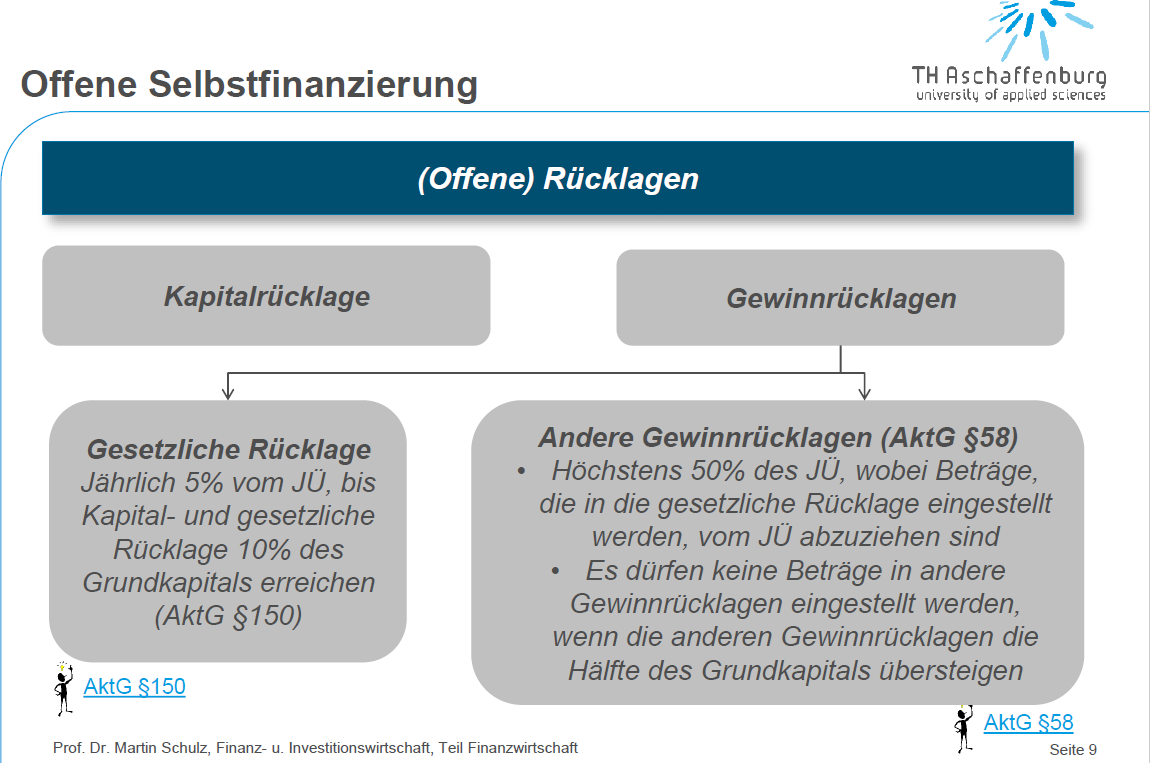 Offene Selbstfinanzierung
TH Aschaffenburg
university of applied sciences
(Offene) Rücklagen
Kapitalrücklage
Gewinnrücklagen
Gesetzliche Rücklage
Jährlich 5% vom JÜ, bis
Kapital- und gesetzliche
Rücklage 10% des
Grundkapitals erreichen
(AktG §150)
Andere Gewinnrücklagen (AktG §58)
• Höchstens 50% des JÜ, wobei Beträge,
die in die gesetzliche Rücklage eingestellt
werden, vom JÜ abzuziehen sind
• Es dürfen keine Beträge in andere
Gewinnrücklagen eingestellt werden,
wenn die anderen Gewinnrücklagen die
Hälfte des Grundkapitals übersteigen
AktG §150
AktG §58
Prof. Dr. Martin Schulz, Finanz- u. Investitionswirtschaft, Teil Finanzwirtschaft
Seite 9